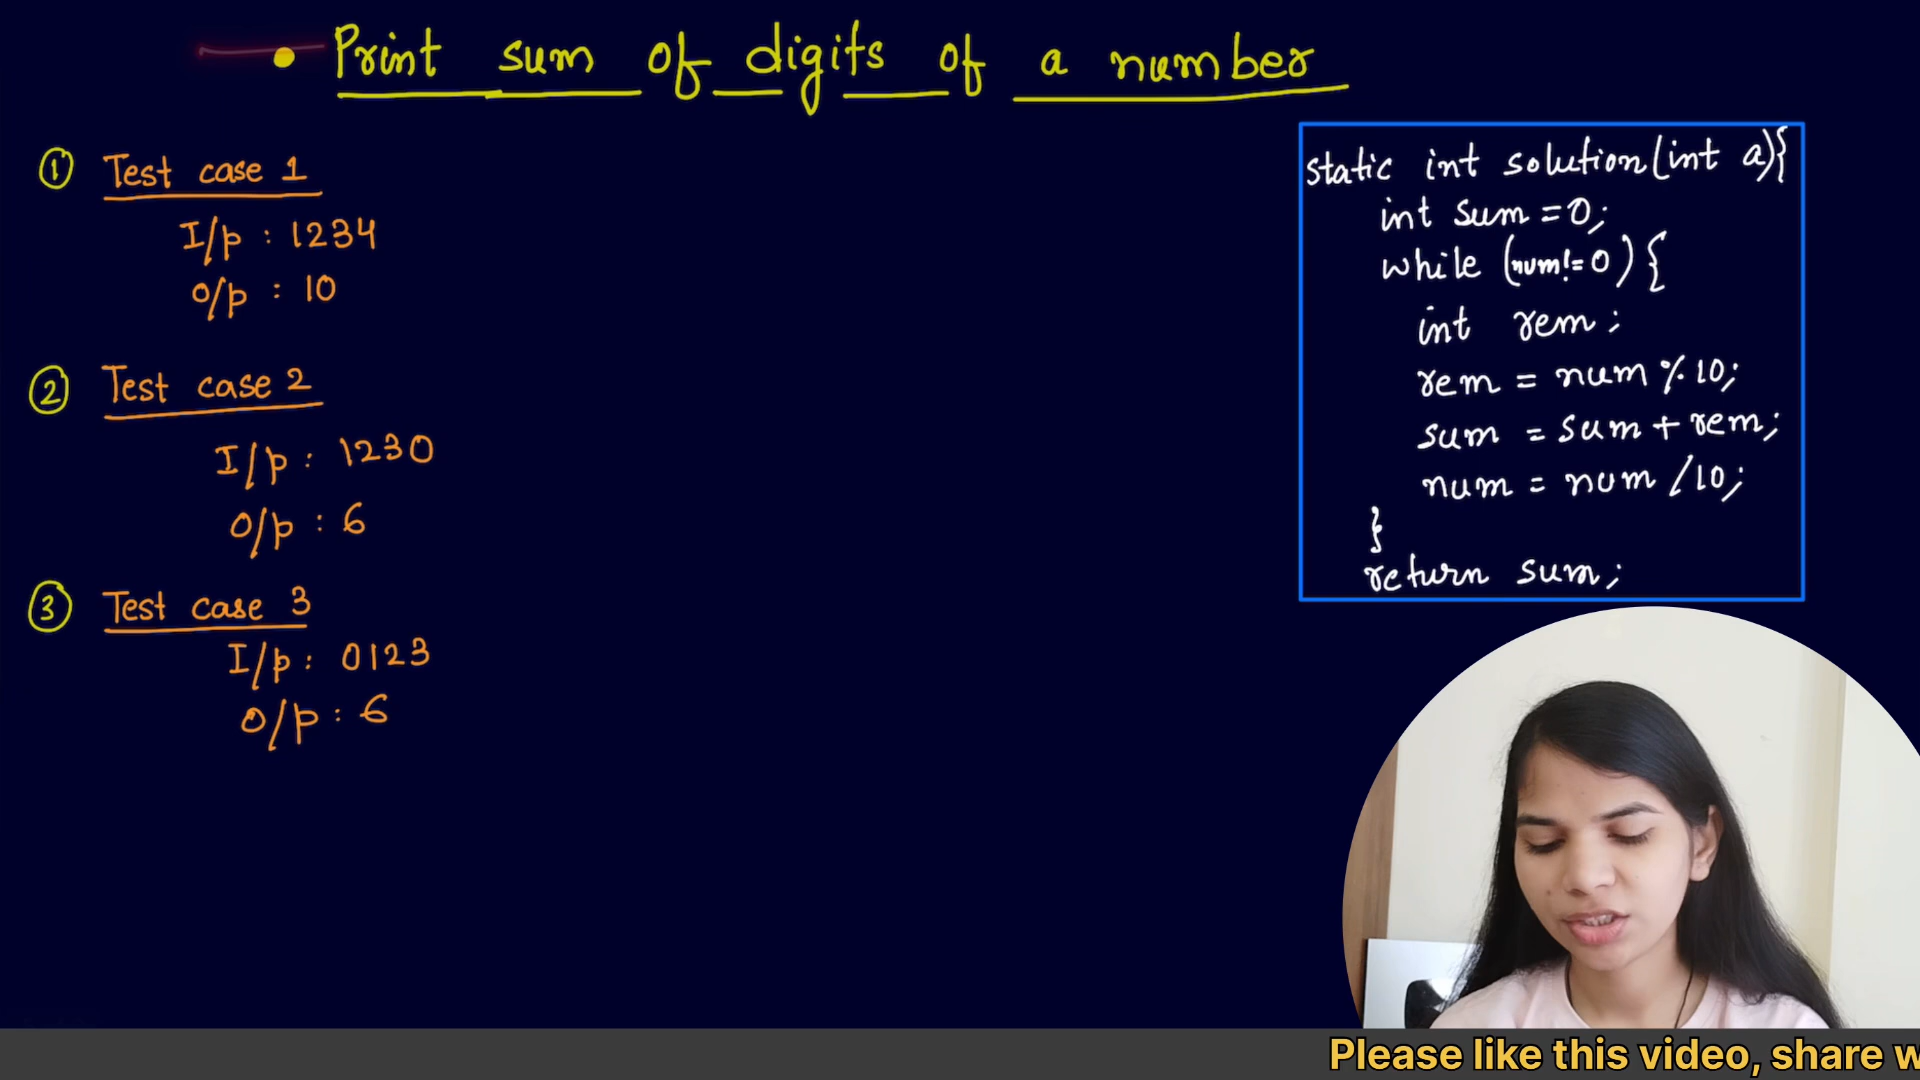 • Print sum of digits of a number
① Test case 1
I/p : 1234
O/p : 10
② Test case 2
I/p : 1230
O/p : 6
③ Test case 3
I/p : 0123
O/p : 6
static int solution(int a){
int sum = 0;
while (num!=0) {
int rem;
rem = num % 10;
sum = sum + rem;
num = num / 10;
}
return sum;
Please like this video, share w